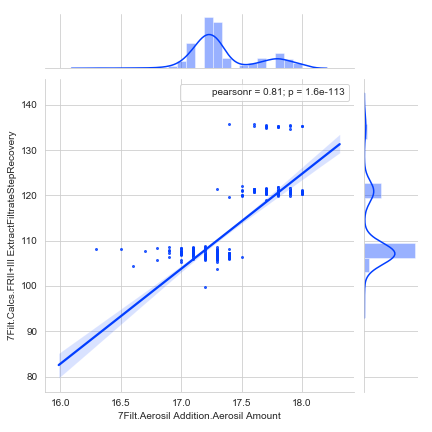 pearsonr = 0.81; p = 1.6e-113
140
130
120
110
100
90
80
7Filt.Calcs.FRII+III ExtractFiltrateStepRecovery
16.0 16.5 17.0 17.5 18.0
7Filt.Aerosil Addition.Aerosil Amount